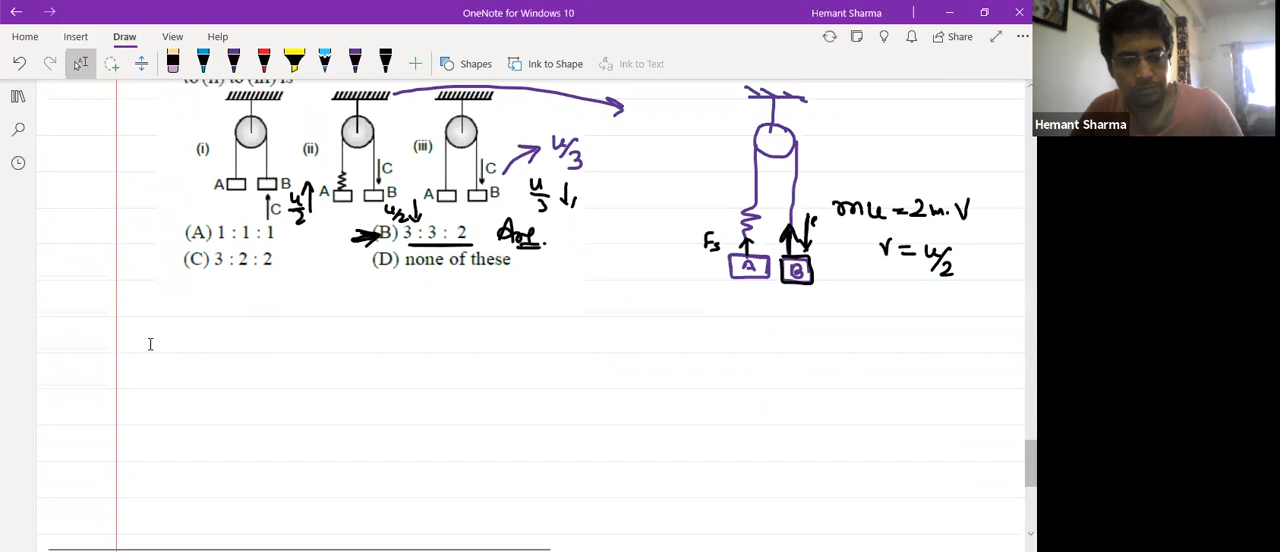 OneNote for Windows 10
Hemant Sharma
Home Insert Draw View Help
Share
Shapes
Ink to Shape
Ink to Text
to (ii) to (iii) is
(i) A B C
u/2
(ii) A B C
u/2
(iii) A B C
u/3
u/3
(A) 1 : 1 : 1
(B) 3 : 3 : 2
Ans.
(C) 3 : 2 : 2
(D) none of these
Fs
A
B
mu = 2m.V
V = u/2
Hemant Sharma